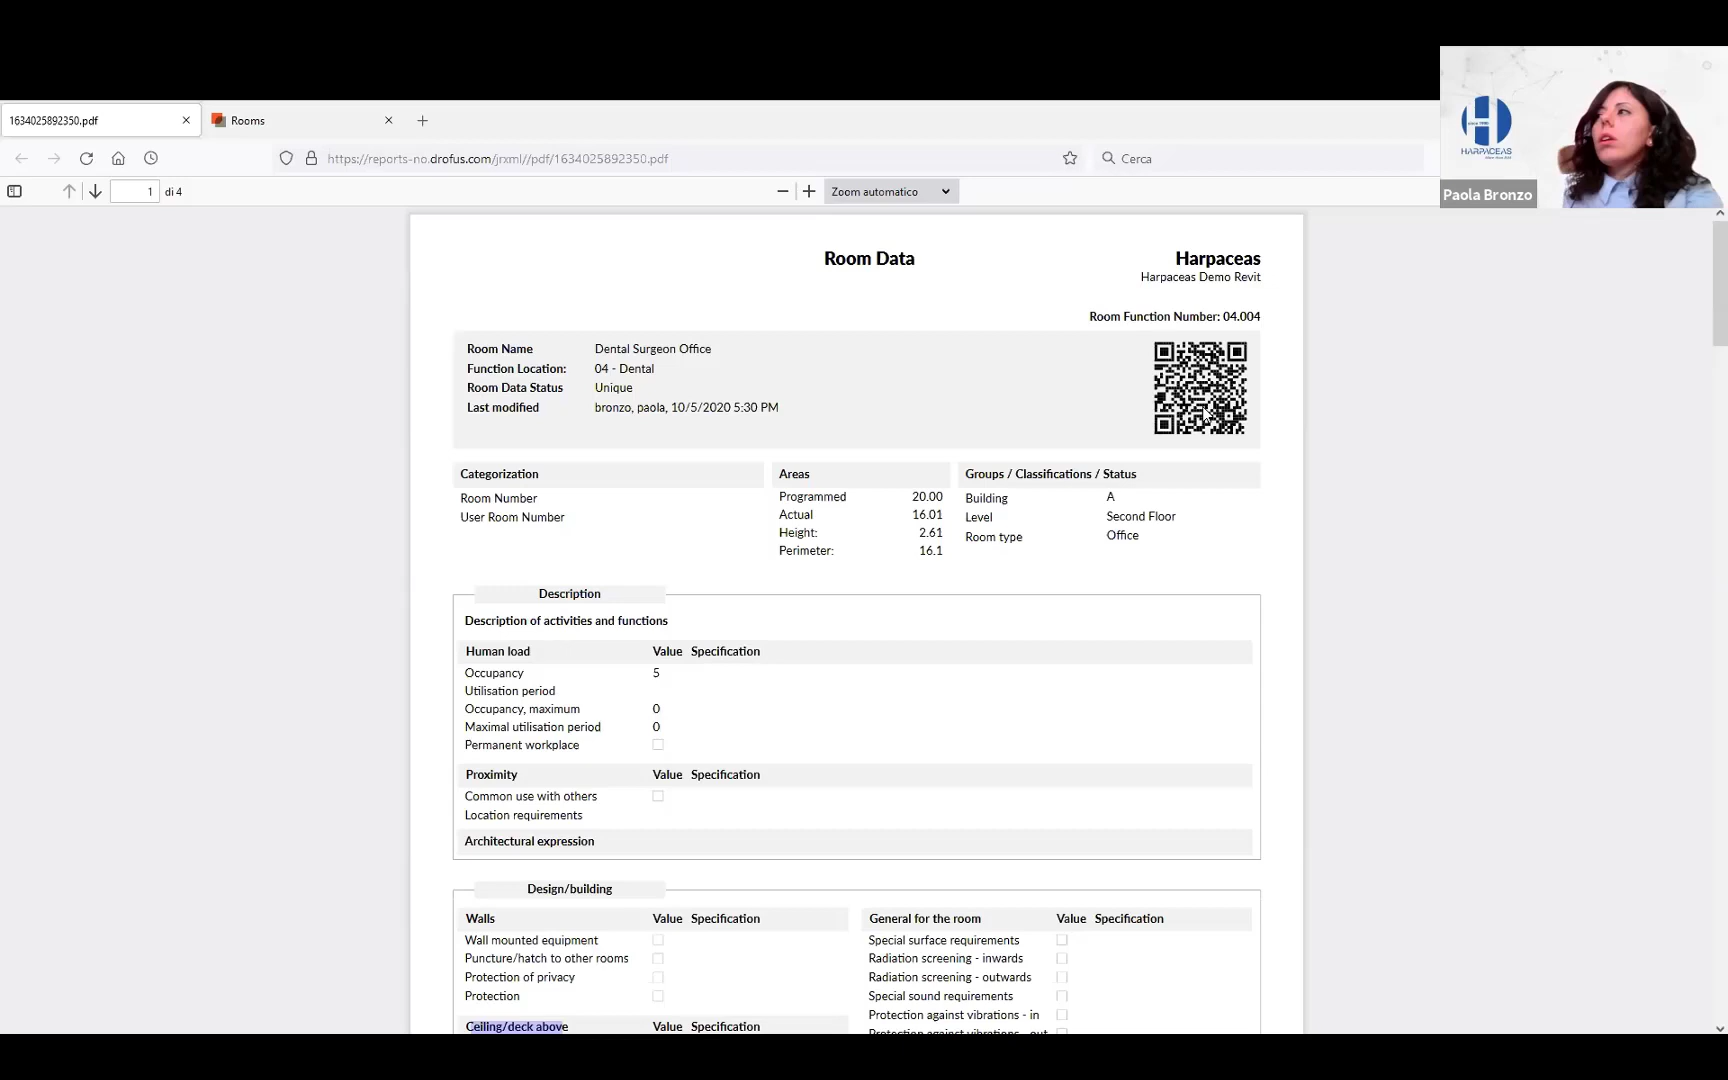 1634025892350.pdf
Rooms
https://reports-no.drofus.com/jrxml//pdf/1634025892350.pdf
Cerca
1 di 4
Zoom automatico
HARPACEAS
Paola Bronzo
Room Data
Harpaceas
Harpaceas Demo Revit
Room Function Number: 04.004
Room Name Dental Surgeon Office
Function Location: 04 - Dental
Room Data Status Unique
Last modified bronzo, paola, 10/5/2020 5:30 PM
Categorization
Room Number
User Room Number
Areas
Programmed 20.00
Actual 16.01
Height: 2.61
Perimeter: 16.1
Groups / Classifications / Status
Building A
Level Second Floor
Room type Office
Description
Description of activities and functions
Human load Value Specification
Occupancy 5
Utilisation period
Occupancy, maximum 0
Maximal utilisation period 0
Permanent workplace
Proximity Value Specification
Common use with others
Location requirements
Architectural expression
Design/building
Walls Value Specification
Wall mounted equipment
Puncture/hatch to other rooms
Protection of privacy
Protection
Ceiling/deck above Value Specification
General for the room Value Specification
Special surface requirements
Radiation screening - inwards
Radiation screening - outwards
Special sound requirements
Protection against vibrations - in
Protection against vibrations - out